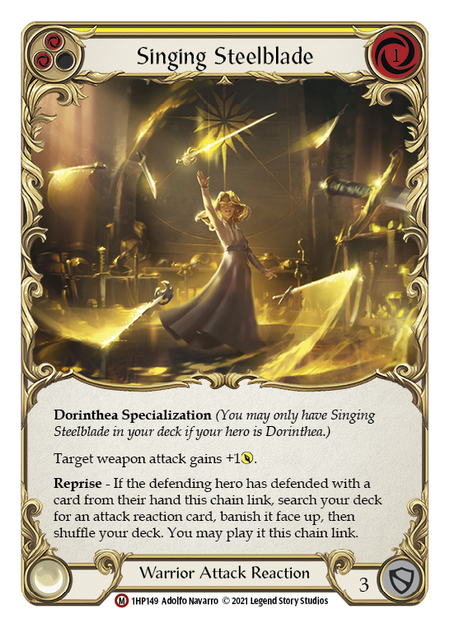 Singing Steelblade
1
Dorinthea Specialization (You may only have Singing
Steelblade in your deck if your hero is Dorinthea.)
Target weapon attack gains +1.
Reprise - If the defending hero has defended with a
card from their hand this chain link, search your deck
for an attack reaction card, banish it face up, then
shuffle your deck. You may play it this chain link.
Warrior Attack Reaction
3
M 1HP149 Adolfo Navarro © 2021 Legend Story Studios